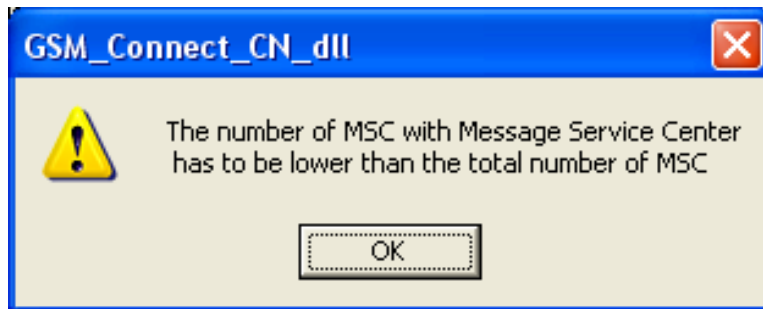 GSM_Connect_CN_dll
The number of MSC with Message Service Center
has to be lower than the total number of MSC
OK